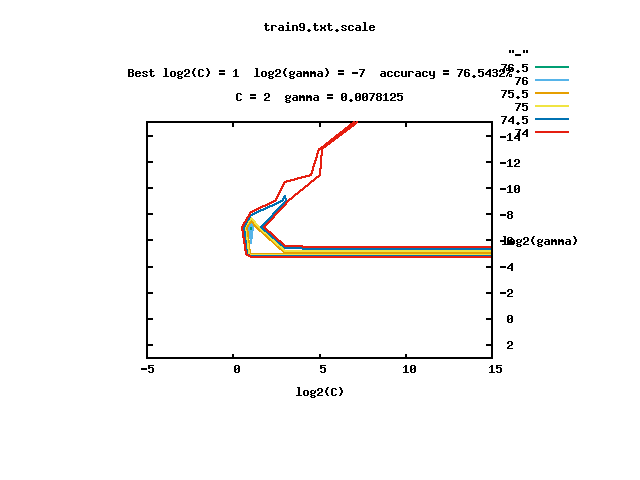 train9.txt.scale
"-"
Best log2(C) = 1  log2(gamma) = -7  accuracy = 76.5432%
76.5
76
75.5
75
74.5
74
C = 2  gamma = 0.0078125
-14
-12
-10
-8
-6
log2(gamma)
-4
-2
0
2
-5 0 5 10 15
log2(C)